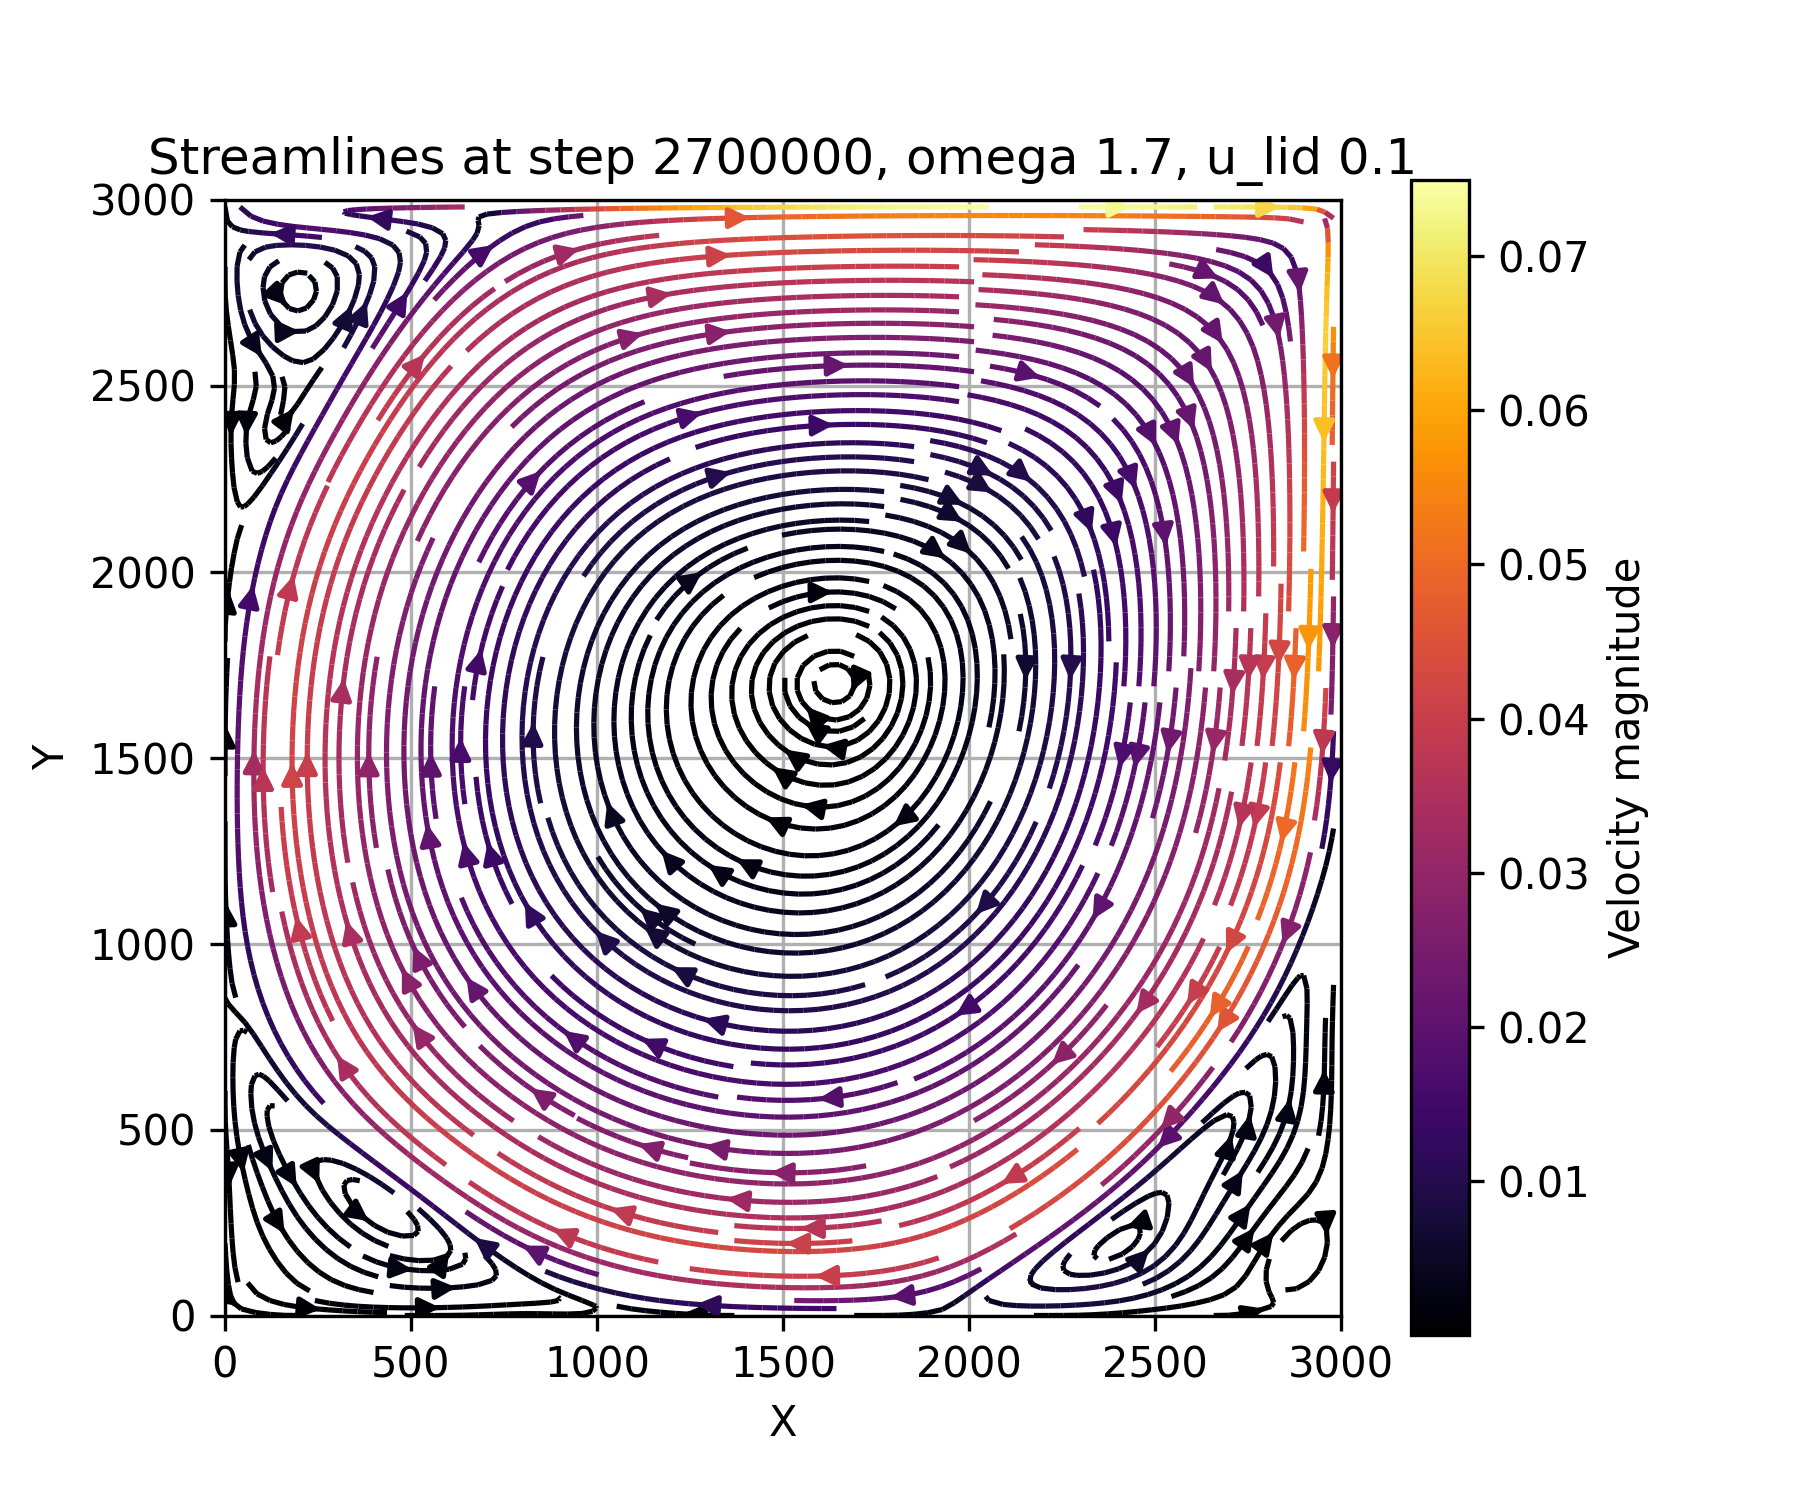 Streamlines at step 2700000, omega 1.7, u_lid 0.1
3000
2500
2000
1500
1000
500
0
Y
0 500 1000 1500 2000 2500 3000
X
0.07
0.06
0.05
0.04
0.03
0.02
0.01
Velocity magnitude